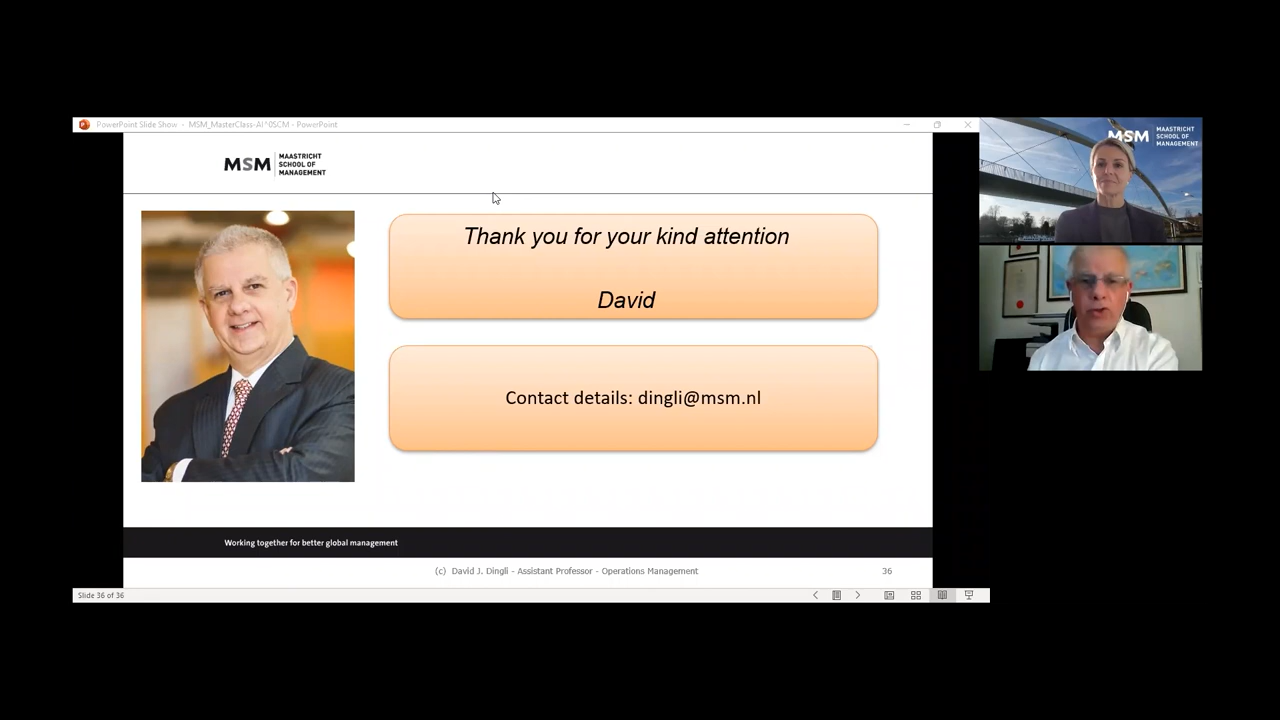 PowerPoint Slide Show - MSM_MasterClass-AI^0SCM - PowerPoint
MSM
MAASTRICHT
SCHOOL OF
MANAGEMENT
Thank you for your kind attention
David
Contact details: dingli@msm.nl
Working together for better global management
(c) David J. Dingli - Assistant Professor - Operations Management
36
Slide 36 of 36
MSM
MAASTRICHT
SCHOOL OF
MANAGEMENT